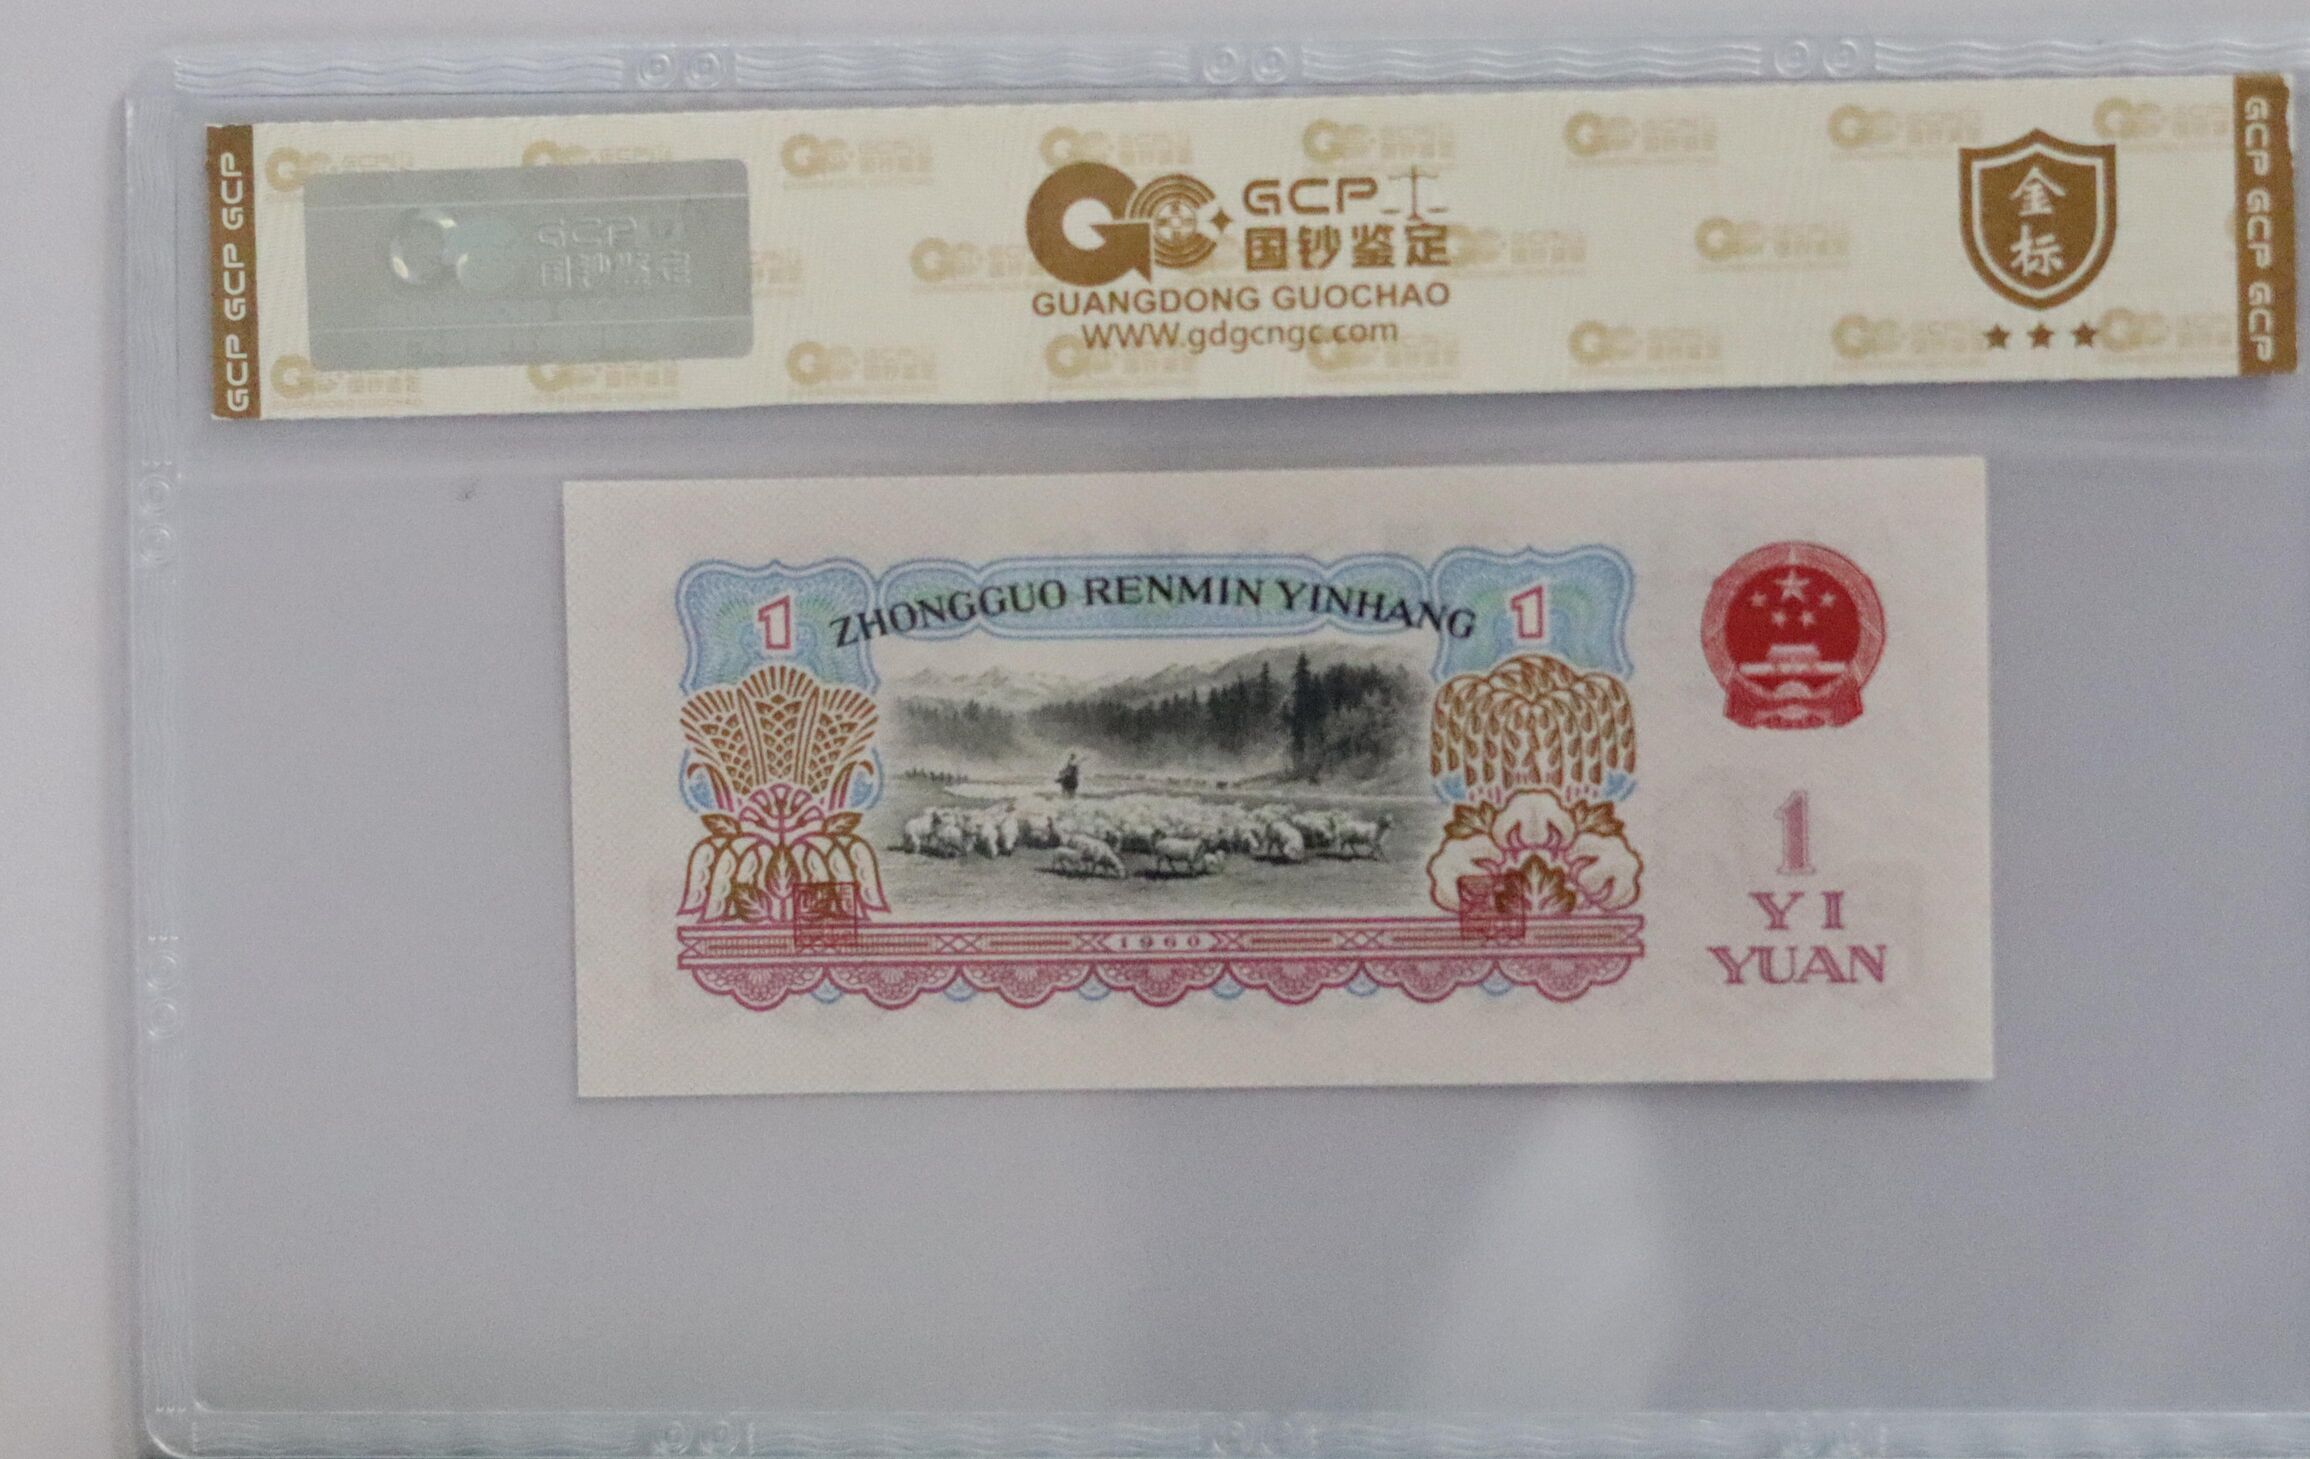 GCP GCP GCP
GCP
国钞鉴定
GCP
国钞鉴定
GUANGDONG GUOCHAO
WWW.gdgcngc.com
金
标
GCP GCP GCP
ZHONGGUO RENMIN YINHANG
1
1
1960
1
YI
YUAN